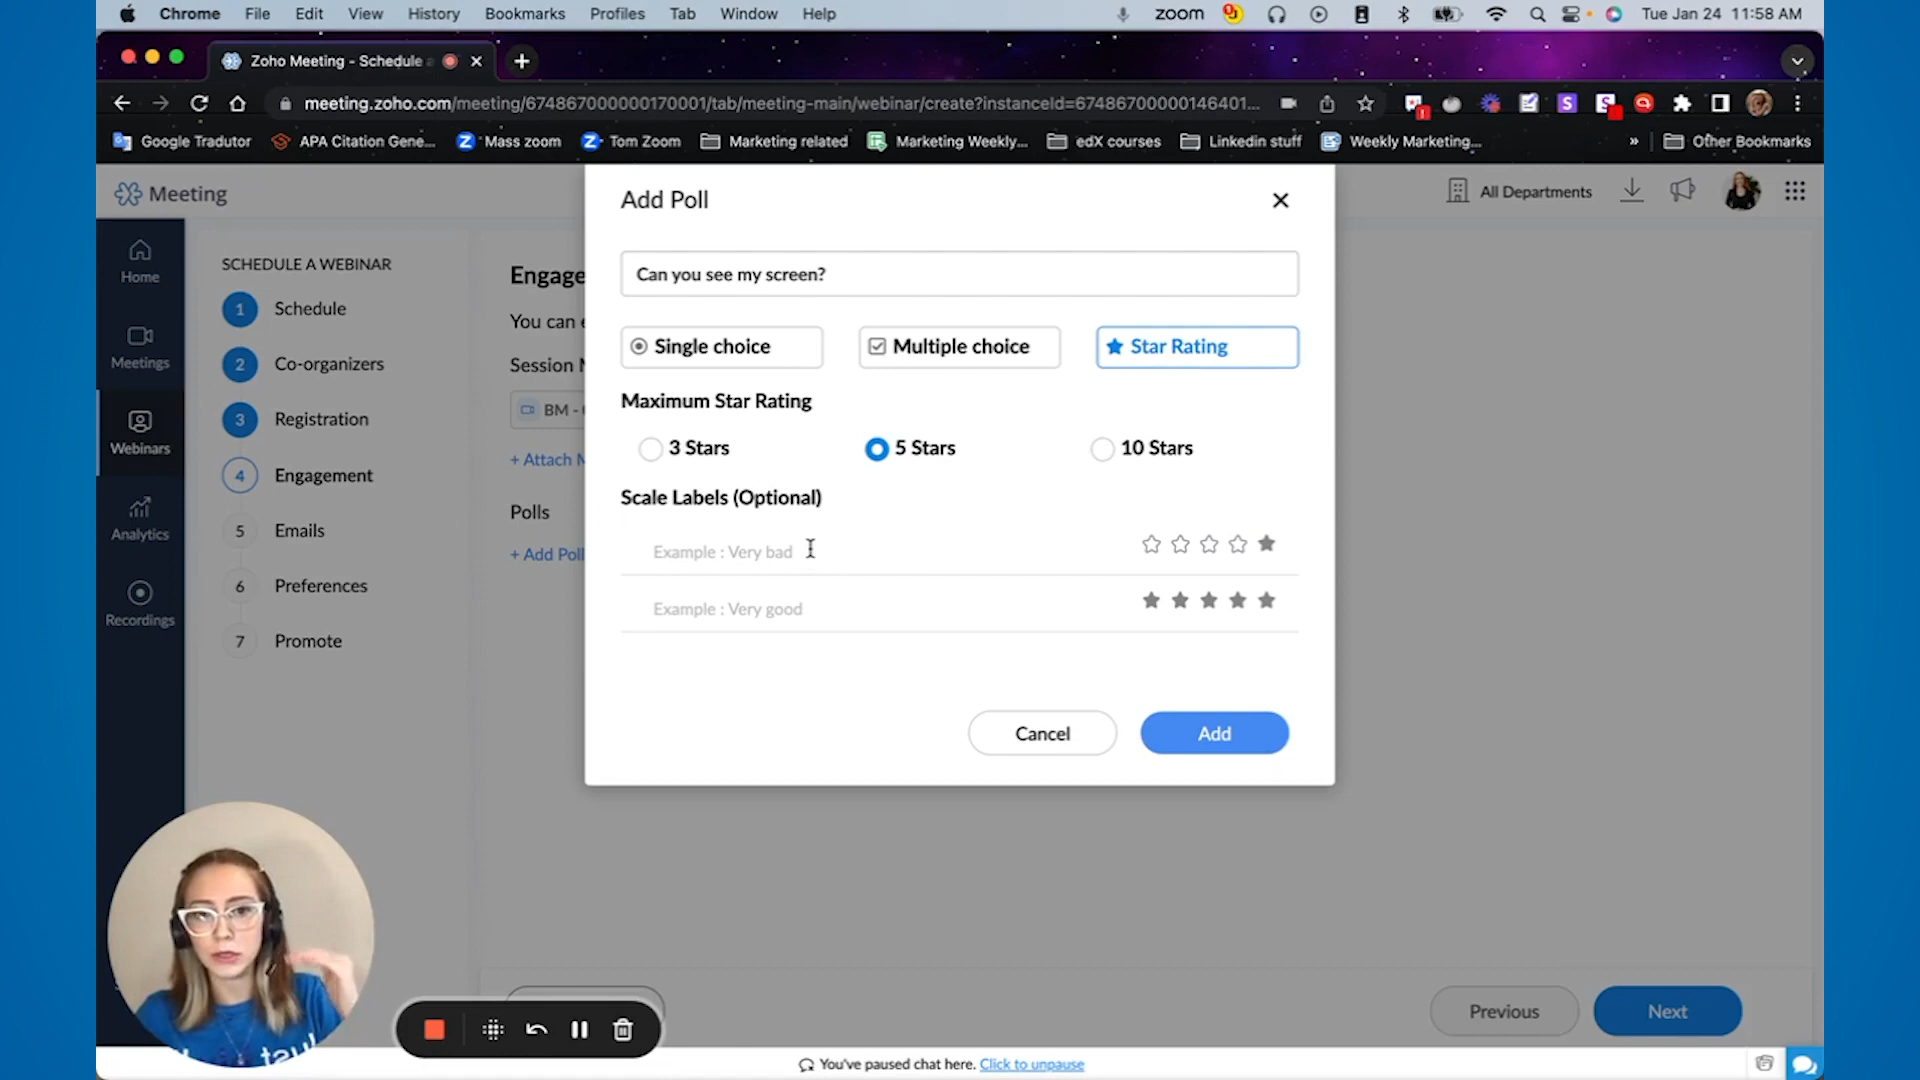 Chrome File Edit View History Bookmarks Profiles Tab Window Help zoom Tue Jan 24 11:58 AM
Zoho Meeting - Schedule
meeting.zoho.com/meeting/674867000000170001/tab/meeting-main/webinar/create?instanceId=67486700000146401...
Google Tradutor APA Citation Gene... Mass zoom Tom Zoom Marketing related Marketing Weekly... edX courses Linkedin stuff Weekly Marketing... » Other Bookmarks
Meeting
All Departments
Home
Meetings
Webinars
Analytics
Recordings
SCHEDULE A WEBINAR
1 Schedule
2 Co-organizers
3 Registration
4 Engagement
5 Emails
6 Preferences
7 Promote
Engage
You can
Session
BM -
+ Attach
Polls
+ Add Poll
Add Poll
Can you see my screen?
Single choice Multiple choice Star Rating
Maximum Star Rating
3 Stars 5 Stars 10 Stars
Scale Labels (Optional)
Example : Very bad
Example : Very good
Cancel Add
Previous Next
You've paused chat here. Click to unpause